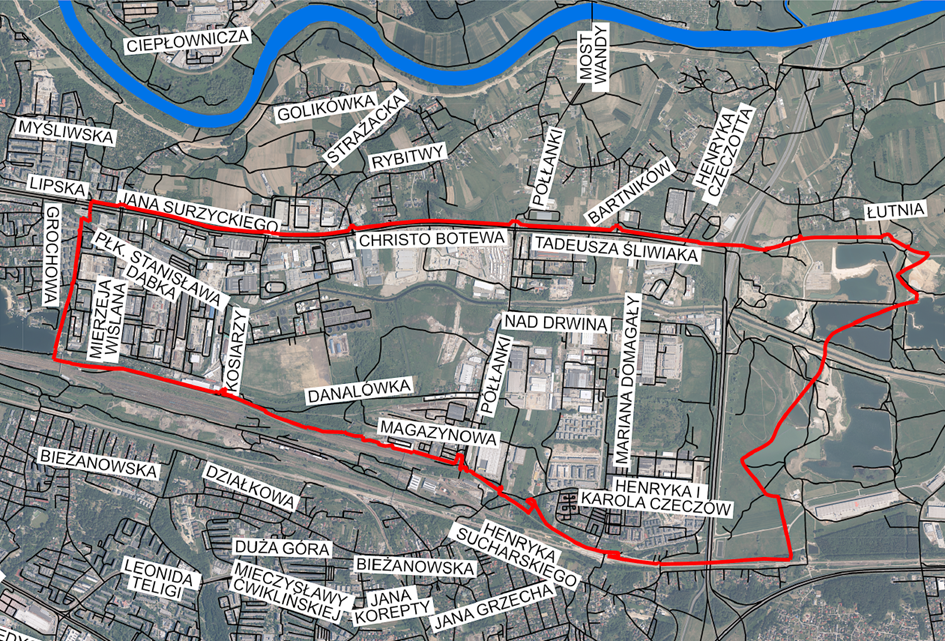 CIEPŁOWNICA
MOST
WANDY
GOLIKÓWKA
STRAŻACKA
MYŚLIWSKA
RYBITWY
PÓŁŁANKI
HENRYKA
CZECZOTTA
BARTNIKÓW
LIPSKA
JANA SURZYCKIEGO
ŁUTNIA
GROCHOWA
CHRISTO BOTEWA
TADEUSZA ŚLIWIAKA
PŁK. STANISŁAWA
DĄBKA
MIERZEJA
WIŚLANA
KOSIARZY
NAD DRWINĄ
MARIANA DOMAGAŁY
PÓŁŁANKI
DANALÓWKA
MAGAZYNOWA
BIEŻANOWSKA
DZIAŁKOWA
HENRYKA I
KAROLA CZECZÓW
HENRYKA
SUCHARSKIEGO
DUŻA GÓRA
LEONIDA
TELIGI
MIECZYSŁAWY
ĆWIKLIŃSKIEJ
BIEŻANOWSKA
JANA
KOREPTY
JANA GRZECHA